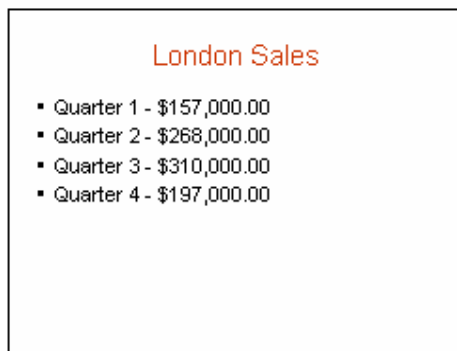 London Sales
▪ Quarter 1 - $157,000.00
▪ Quarter 2 - $268,000.00
▪ Quarter 3 - $310,000.00
▪ Quarter 4 - $197,000.00